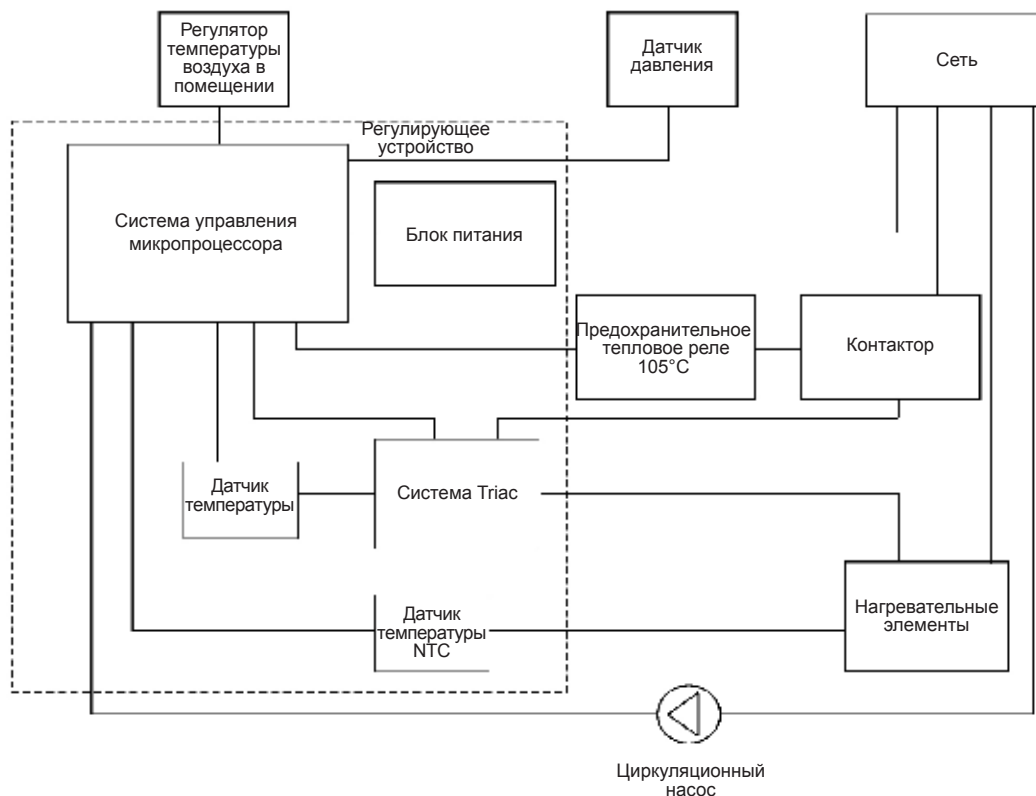 Регулятор
температуры
воздуха в
помещении
Датчик
давления
Сеть
Регулирующее
устройство
Система управления
микропроцессора
Блок питания
Предохранительное
тепловое реле
105°C
Контактор
Датчик
температуры
Система Triac
Датчик
температуры
NTC
Нагревательные
элементы
Циркуляционный
насос